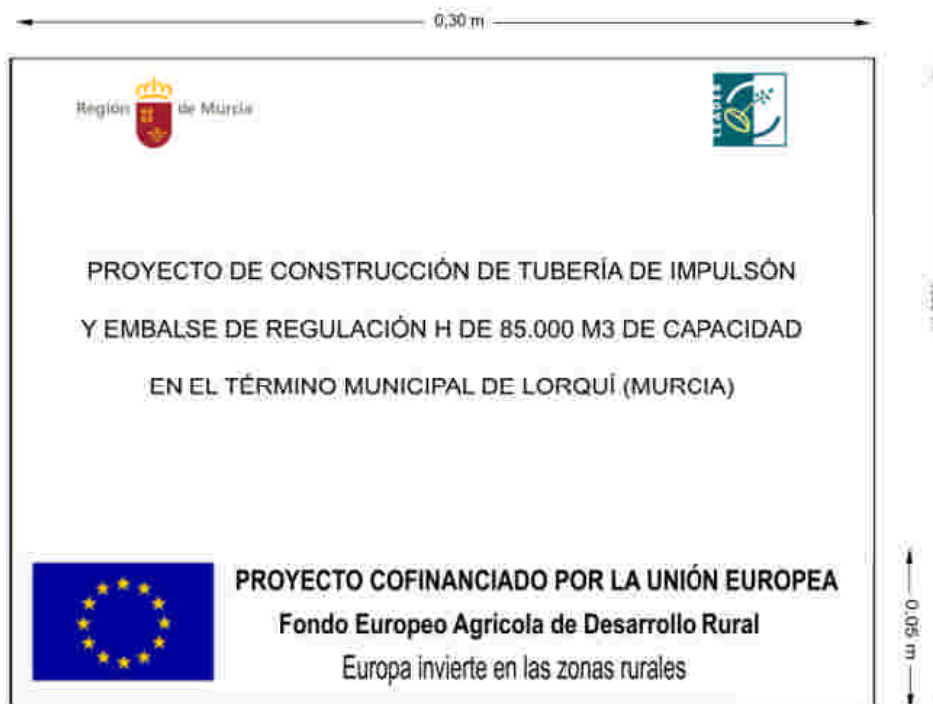 0,30 m
Región de Murcia
LEADER
PROYECTO DE CONSTRUCCIÓN DE TUBERÍA DE IMPULSÓN
Y EMBALSE DE REGULACIÓN H DE 85.000 M3 DE CAPACIDAD
EN EL TÉRMINO MUNICIPAL DE LORQUÍ (MURCIA)
PROYECTO COFINANCIADO POR LA UNIÓN EUROPEA
Fondo Europeo Agricola de Desarrollo Rural
Europa invierte en las zonas rurales
0,05 m